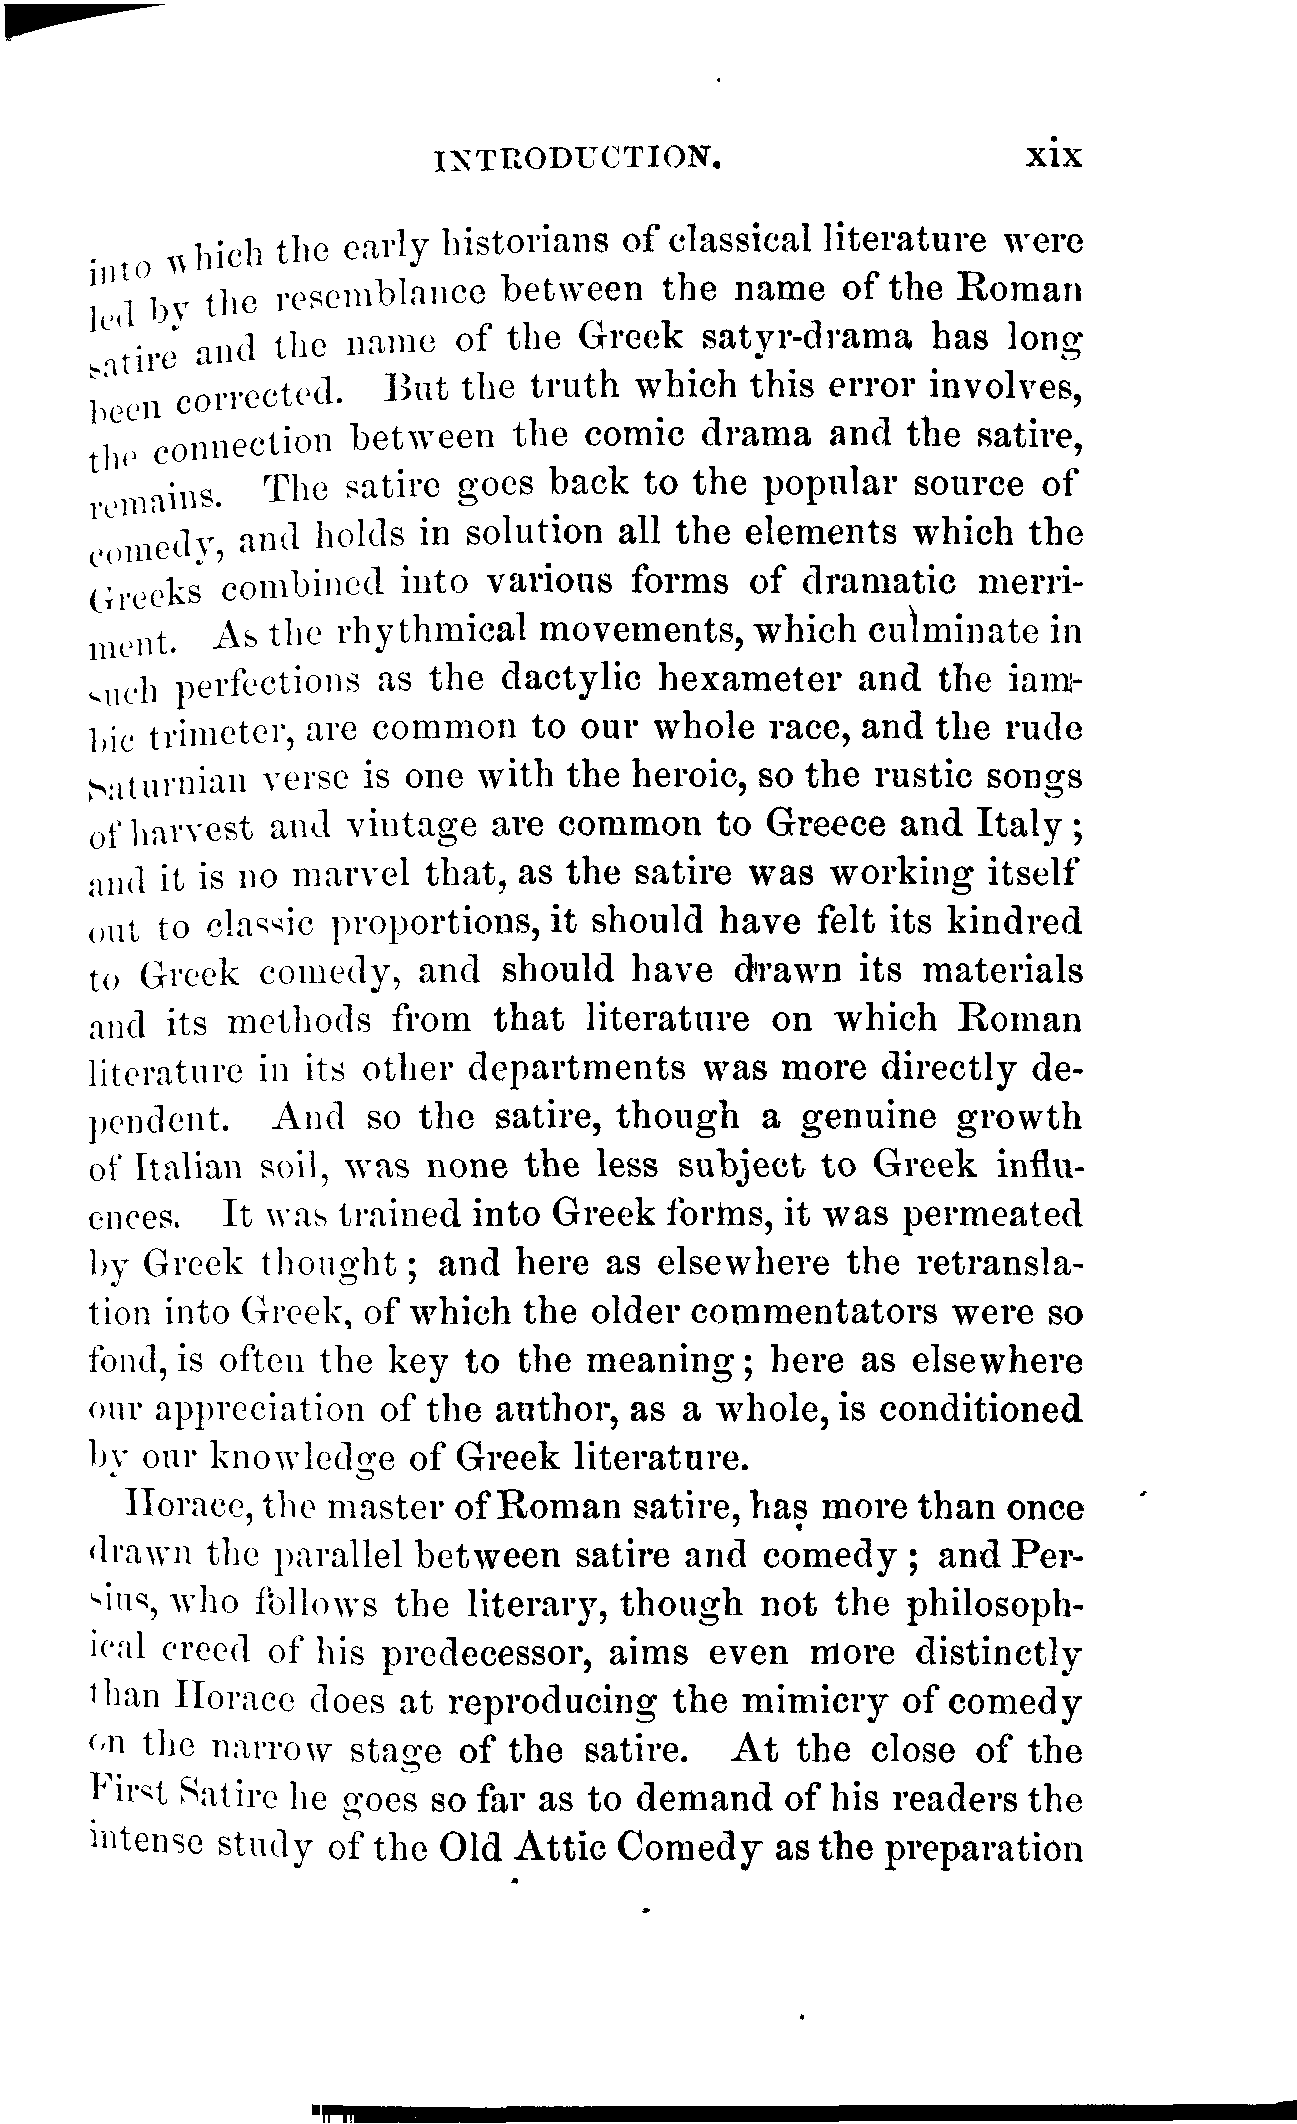 INTRODUCTION. xix
into which the early historians of classical literature were
led by the resemblance between the name of the Roman
satire and the name of the Greek satyr-drama has long
been corrected. But the truth which this error involves,
the connection between the comic drama and the satire,
remains. The satire goes back to the popular source of
comedy, and holds in solution all the elements which the
Greeks combined into various forms of dramatic merri-
ment. As the rhythmical movements, which culminate in
such perfections as the dactylic hexameter and the iam-
bic trimeter, are common to our whole race, and the rude
Saturnian verse is one with the heroic, so the rustic songs
of harvest and vintage are common to Greece and Italy ;
and it is no marvel that, as the satire was working itself
out to classic proportions, it should have felt its kindred
to Greek comedy, and should have drawn its materials
and its methods from that literature on which Roman
literature in its other departments was more directly de-
pendent. And so the satire, though a genuine growth
of Italian soil, was none the less subject to Greek influ-
ences. It was trained into Greek forms, it was permeated
by Greek thought ; and here as elsewhere the retransla-
tion into Greek, of which the older commentators were so
fond, is often the key to the meaning ; here as elsewhere
our appreciation of the author, as a whole, is conditioned
by our knowledge of Greek literature.
Horace, the master of Roman satire, has more than once
drawn the parallel between satire and comedy ; and Per-
sius, who follows the literary, though not the philosoph-
ical creed of his predecessor, aims even more distinctly
than Horace does at reproducing the mimicry of comedy
on the narrow stage of the satire. At the close of the
First Satire he goes so far as to demand of his readers the
intense study of the Old Attic Comedy as the preparation